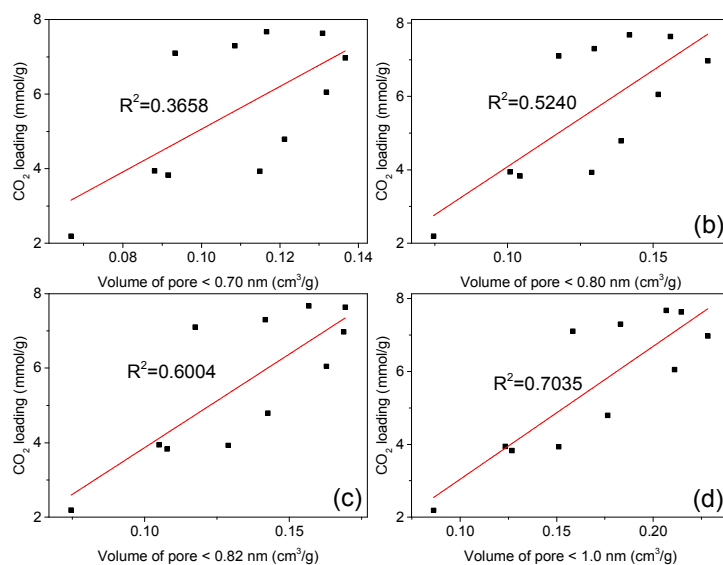 8
6
4
2
CO₂ loading (mmol/g)
R²=0.3658
0.08 0.10 0.12 0.14
Volume of pore < 0.70 nm (cm³/g)
8
6
4
2
CO₂ loading (mmol/g)
R²=0.5240
(b)
0.10 0.15
Volume of pore < 0.80 nm (cm³/g)
8
6
4
2
CO₂ loading (mmol/g)
R²=0.6004
(c)
0.10 0.15
Volume of pore < 0.82 nm (cm³/g)
8
6
4
2
CO₂ loading (mmol/g)
R²=0.7035
(d)
0.10 0.15 0.20
Volume of pore < 1.0 nm (cm³/g)